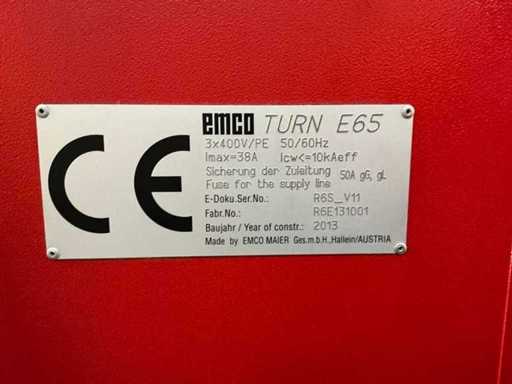 CE
emco TURN E65
3x400V/PE 50/60Hz
Imax=38A Icw<=10kAeff
Sicherung der Zuleitung 50A gG, gL
Fuse for the supply line
E-Doku.Ser.No.: R6S_V11
Fabr.No.: R6E131001
Baujahr / Year of constr.: 2013
Made by EMCO MAIER Ges.m.b.H.,Hallein/AUSTRIA